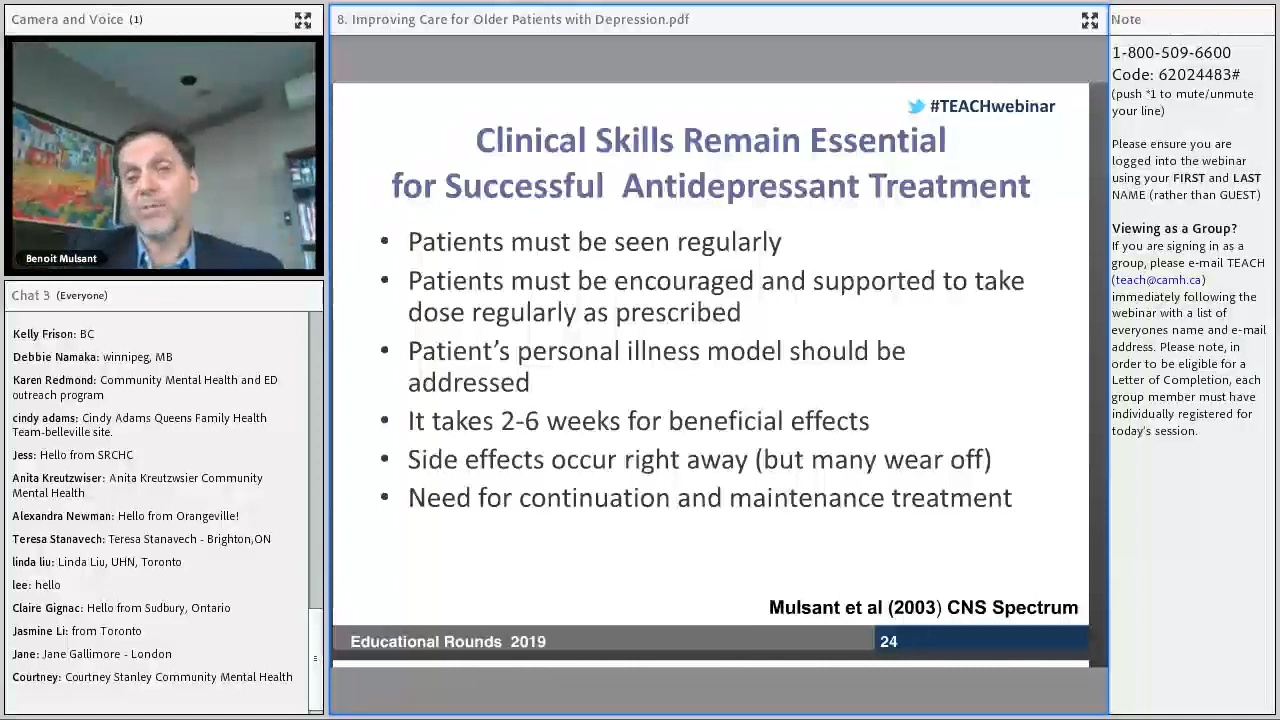 Camera and Voice (1)
Benoit Mulsant
Chat 3 (Everyone)
Kelly Frison: BC
Debbie Namaka: winnipeg, MB
Karen Redmond: Community Mental Health and ED
outreach program
cindy adams: Cindy Adams Queens Family Health
Team-belleville site.
Jess: Hello from SRCHC
Anita Kreutzwiser: Anita Kreutzwsier Community
Mental Health
Alexandra Newman: Hello from Orangeville!
Teresa Stanavech: Teresa Stanavech - Brighton,ON
linda liu: Linda Liu, UHN, Toronto
lee: hello
Claire Gignac: Hello from Sudbury, Ontario
Jasmine Li: from Toronto
Jane: Jane Gallimore - London
Courtney: Courtney Stanley Community Mental Health
8. Improving Care for Older Patients with Depression.pdf
#TEACHwebinar
Clinical Skills Remain Essential
for Successful Antidepressant Treatment
• Patients must be seen regularly
• Patients must be encouraged and supported to take
dose regularly as prescribed
• Patient's personal illness model should be
addressed
• It takes 2-6 weeks for beneficial effects
• Side effects occur right away (but many wear off)
• Need for continuation and maintenance treatment
Mulsant et al (2003) CNS Spectrum
Educational Rounds 2019
24
Note
1-800-509-6600
Code: 62024483#
(push *1 to mute/unmute
your line)
Please ensure you are
logged into the webinar
using your FIRST and LAST
NAME (rather than GUEST)
Viewing as a Group?
If you are signing in as a
group, please e-mail TEACH
(teach@camh.ca)
immediately following the
webinar with a list of
everyones name and e-mail
address. Please note, in
order to be eligible for a
Letter of Completion, each
group member must have
individually registered for
today's session.